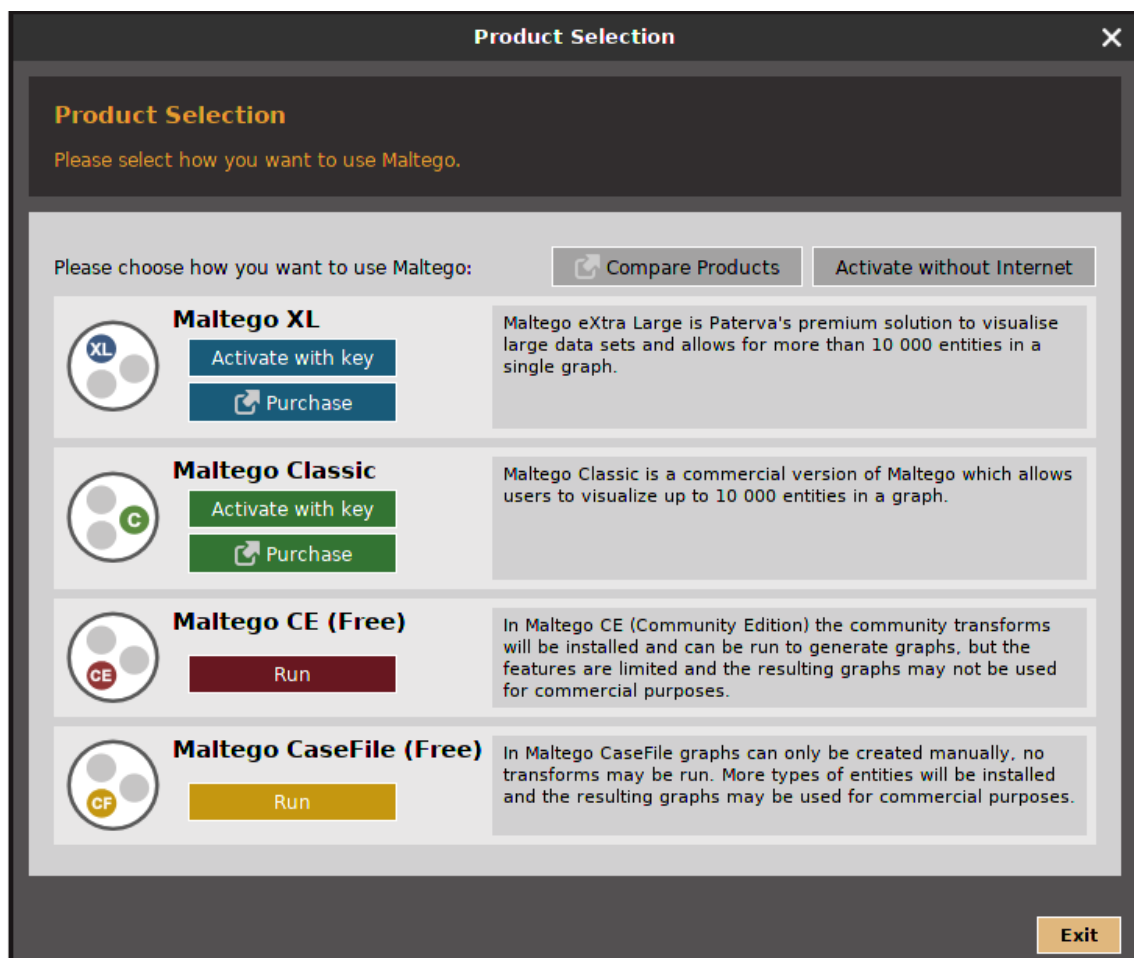 Product Selection
Product Selection
Please select how you want to use Maltego.
Please choose how you want to use Maltego:
Compare Products
Activate without Internet
XL
Maltego XL
Activate with key
Purchase
Maltego eXtra Large is Paterva's premium solution to visualise
large data sets and allows for more than 10 000 entities in a
single graph.
C
Maltego Classic
Activate with key
Purchase
Maltego Classic is a commercial version of Maltego which allows
users to visualize up to 10 000 entities in a graph.
CE
Maltego CE (Free)
Run
In Maltego CE (Community Edition) the community transforms
will be installed and can be run to generate graphs, but the
features are limited and the resulting graphs may not be used
for commercial purposes.
CF
Maltego CaseFile (Free)
Run
In Maltego CaseFile graphs can only be created manually, no
transforms may be run. More types of entities will be installed
and the resulting graphs may be used for commercial purposes.
Exit